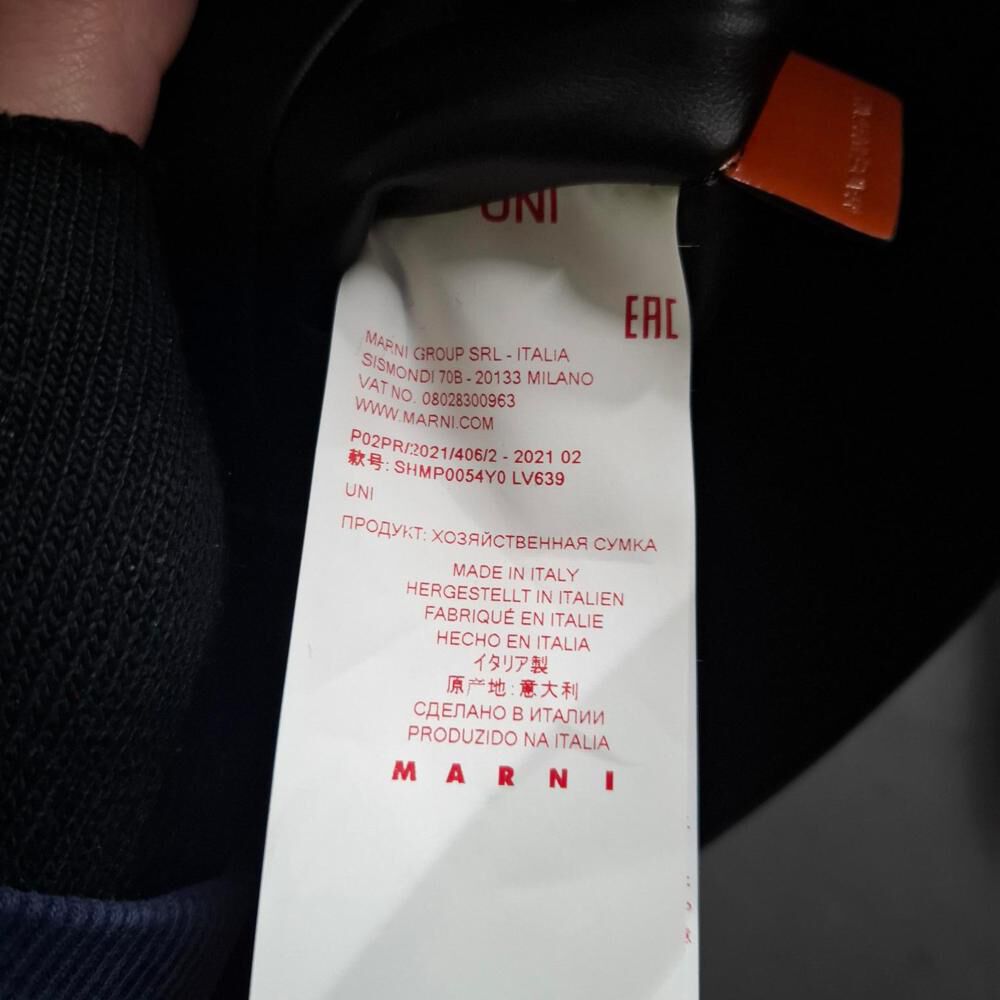 UNI
EAC
MARNI GROUP SRL - ITALIA
SISMONDI 70B - 20133 MILANO
VAT NO. 08028300963
WWW.MARNI.COM
P02PR/2021/406/2 - 2021 02
款号: SHMP0054Y0 LV639
UNI
ПРОДУКТ: ХОЗЯЙСТВЕННАЯ СУМКА
MADE IN ITALY
HERGESTELLT IN ITALIEN
FABRIQUÉ EN ITALIE
HECHO EN ITALIA
イタリア製
原产地: 意大利
СДЕЛАНО В ИТАЛИИ
PRODUZIDO NA ITALIA
MARNI